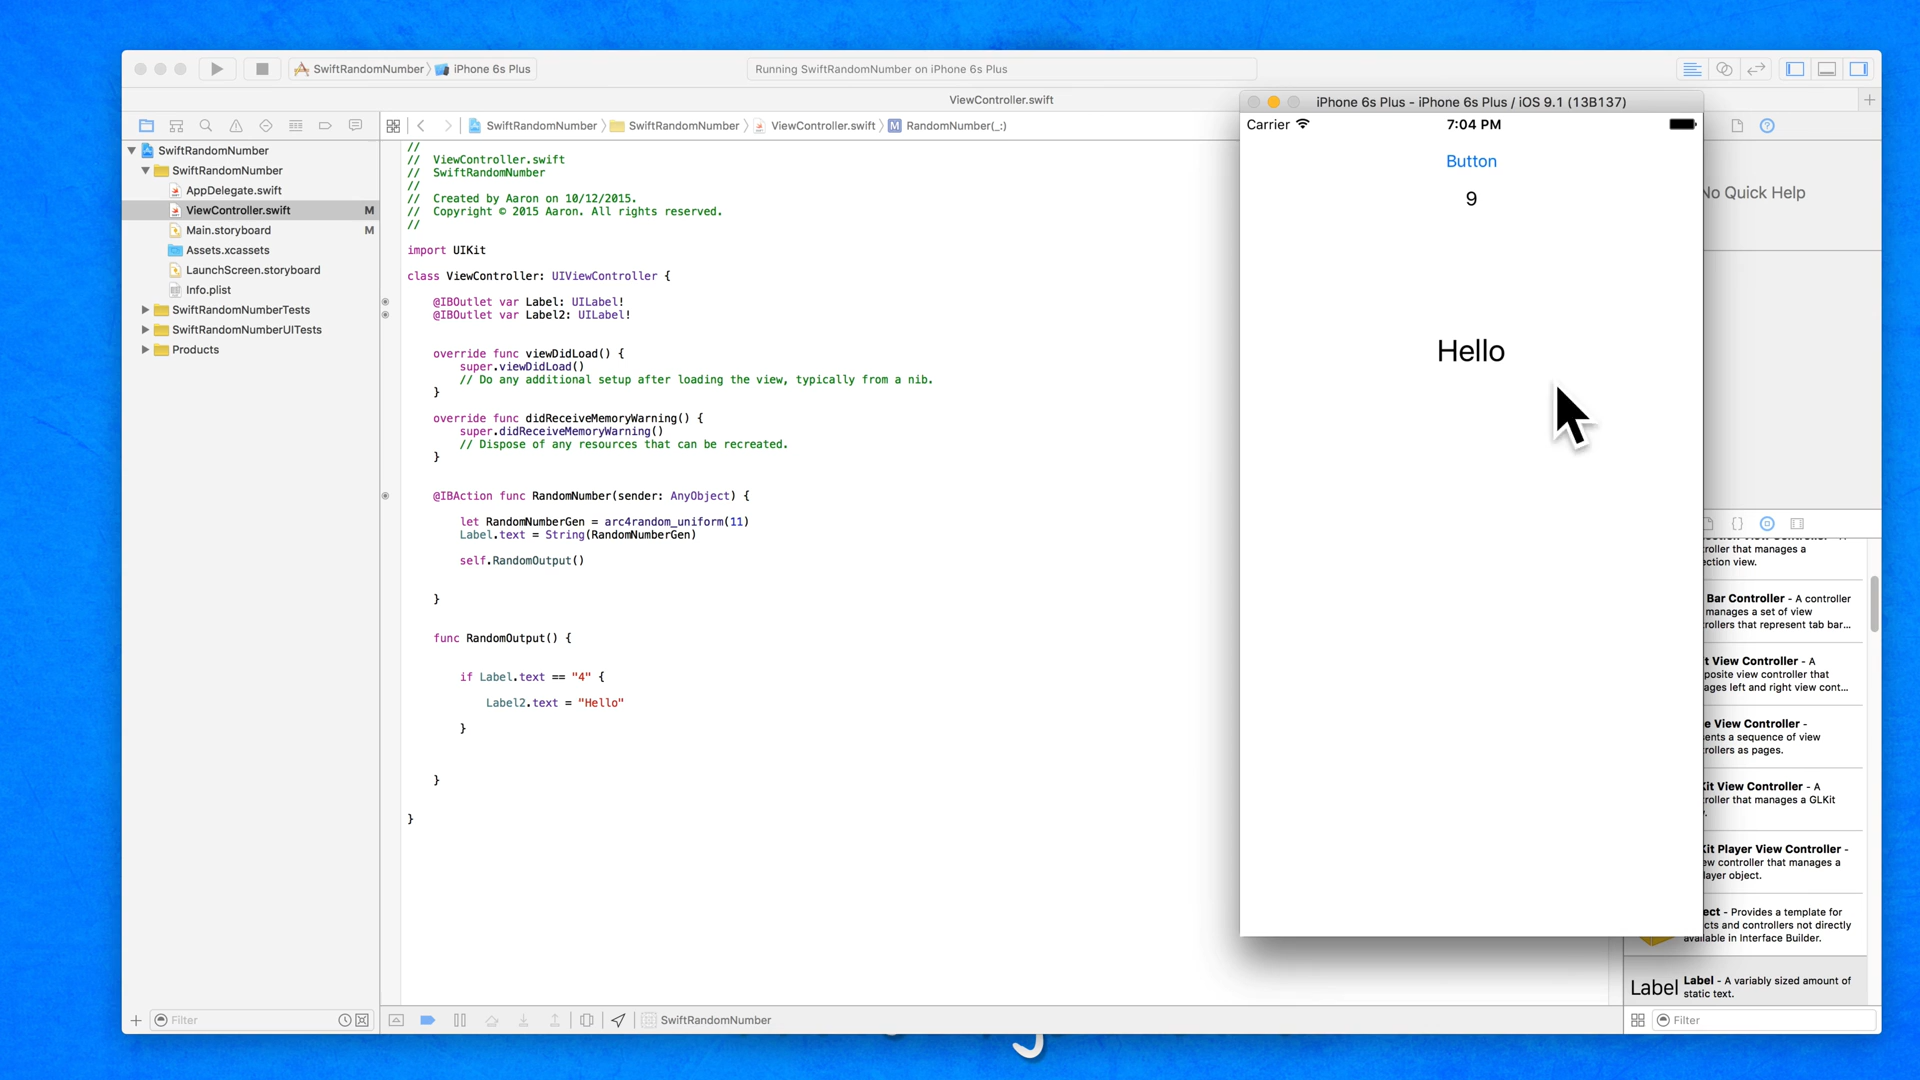 SwiftRandomNumber
iPhone 6s Plus
Running SwiftRandomNumber on iPhone 6s Plus
ViewController.swift
SwiftRandomNumber
SwiftRandomNumber
ViewController.swift
M
RandomNumber(_:)
SwiftRandomNumber
SwiftRandomNumber
AppDelegate.swift
ViewController.swift
M
Main.storyboard
M
Assets.xcassets
LaunchScreen.storyboard
Info.plist
SwiftRandomNumberTests
SwiftRandomNumberUITests
Products
Filter
//
//  ViewController.swift
//  SwiftRandomNumber
//
//  Created by Aaron on 10/12/2015.
//  Copyright © 2015 Aaron. All rights reserved.
//
import UIKit
class ViewController: UIViewController {
@IBOutlet var Label: UILabel!
@IBOutlet var Label2: UILabel!
override func viewDidLoad() {
super.viewDidLoad()
// Do any additional setup after loading the view, typically from a nib.
}
override func didReceiveMemoryWarning() {
super.didReceiveMemoryWarning()
// Dispose of any resources that can be recreated.
}
@IBAction func RandomNumber(sender: AnyObject) {
let RandomNumberGen = arc4random_uniform(11)
Label.text = String(RandomNumberGen)
self.RandomOutput()
}
func RandomOutput() {
if Label.text == "4" {
Label2.text = "Hello"
}
}
}
SwiftRandomNumber
iPhone 6s Plus - iPhone 6s Plus / iOS 9.1 (13B137)
Carrier
7:04 PM
Button
9
Hello
No Quick Help
{}
roller that manages a
ection view.
Bar Controller - A controller
manages a set of view
rollers that represent tab bar...
t View Controller - A
posite view controller that
ages left and right view cont...
e View Controller -
ents a sequence of view
rollers as pages.
Kit View Controller - A
roller that manages a GLKit
Kit Player View Controller -
ew controller that manages a
layer object.
ect - Provides a template for
cts and controllers not directly
available in Interface Builder.
Label
Label - A variably sized amount of
static text.
Filter